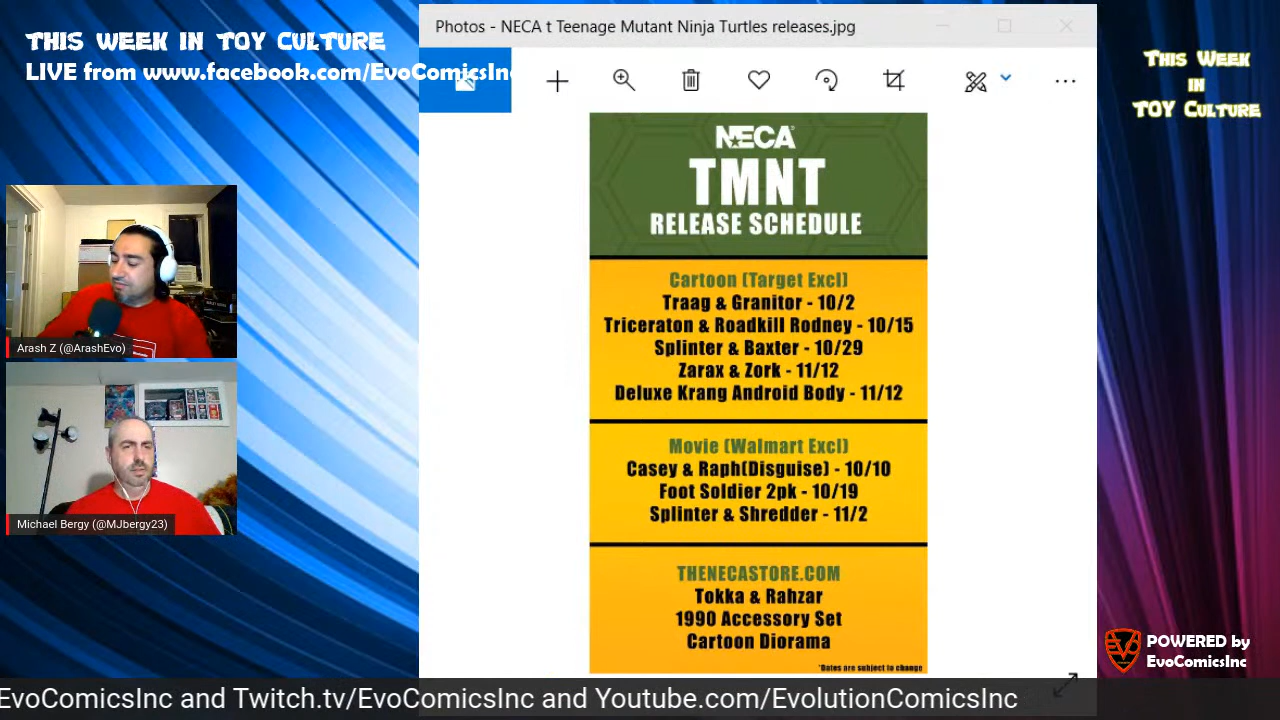 THIS WEEK IN TOY CULTURE
LIVE from www.facebook.com/EvoComicsInc
Photos - NECA t Teenage Mutant Ninja Turtles releases.jpg
This Week
in
TOY Culture
NECA
TMNT
RELEASE SCHEDULE
Cartoon (Target Excl)
Traag & Granitor - 10/2
Triceraton & Roadkill Rodney - 10/15
Splinter & Baxter - 10/29
Zarax & Zork - 11/12
Deluxe Krang Android Body - 11/12
Movie (Walmart Excl)
Casey & Raph(Disguise) - 10/10
Foot Soldier 2pk - 10/19
Splinter & Shredder - 11/2
THENECASTORE.COM
Tokka & Rahzar
1990 Accessory Set
Cartoon Diorama
*Dates are subject to change
Arash Z (@ArashEvo)
Michael Bergy (@MJbergy23)
EVO
POWERED by
EvoComicsInc
EvoComicsInc and Twitch.tv/EvoComicsInc and Youtube.com/EvolutionComicsInc